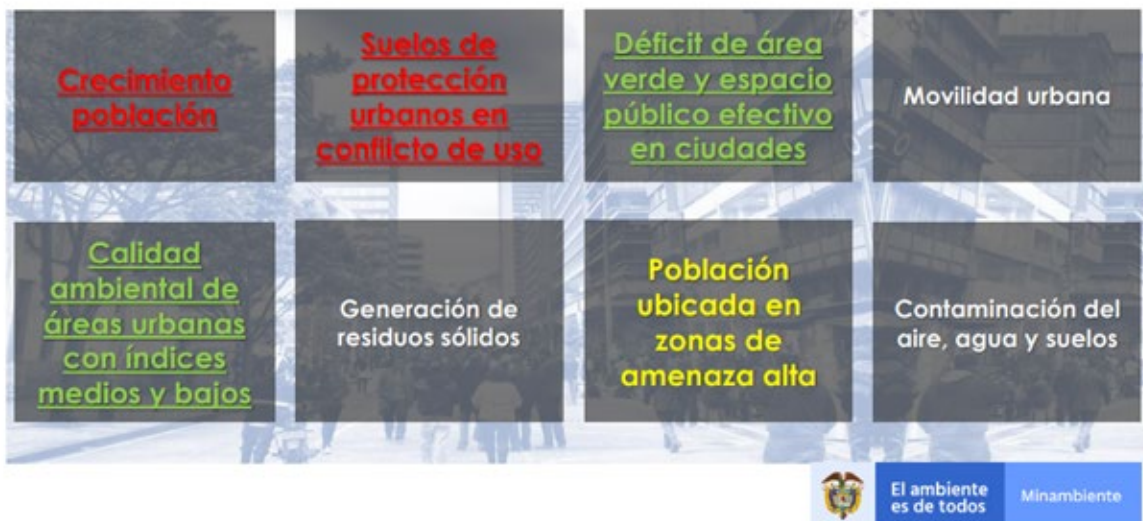 Crecimiento
población
Suelos de
protección
urbanos en
conflicto de uso
Déficit de área
verde y espacio
público efectivo
en ciudades
Movilidad urbana
Calidad
ambiental de
áreas urbanas
con índices
medios y bajos
Generación de
residuos sólidos
Población
ubicada en
zonas de
amenaza alta
Contaminación del
aire, agua y suelos
El ambiente
es de todos
Minambiente